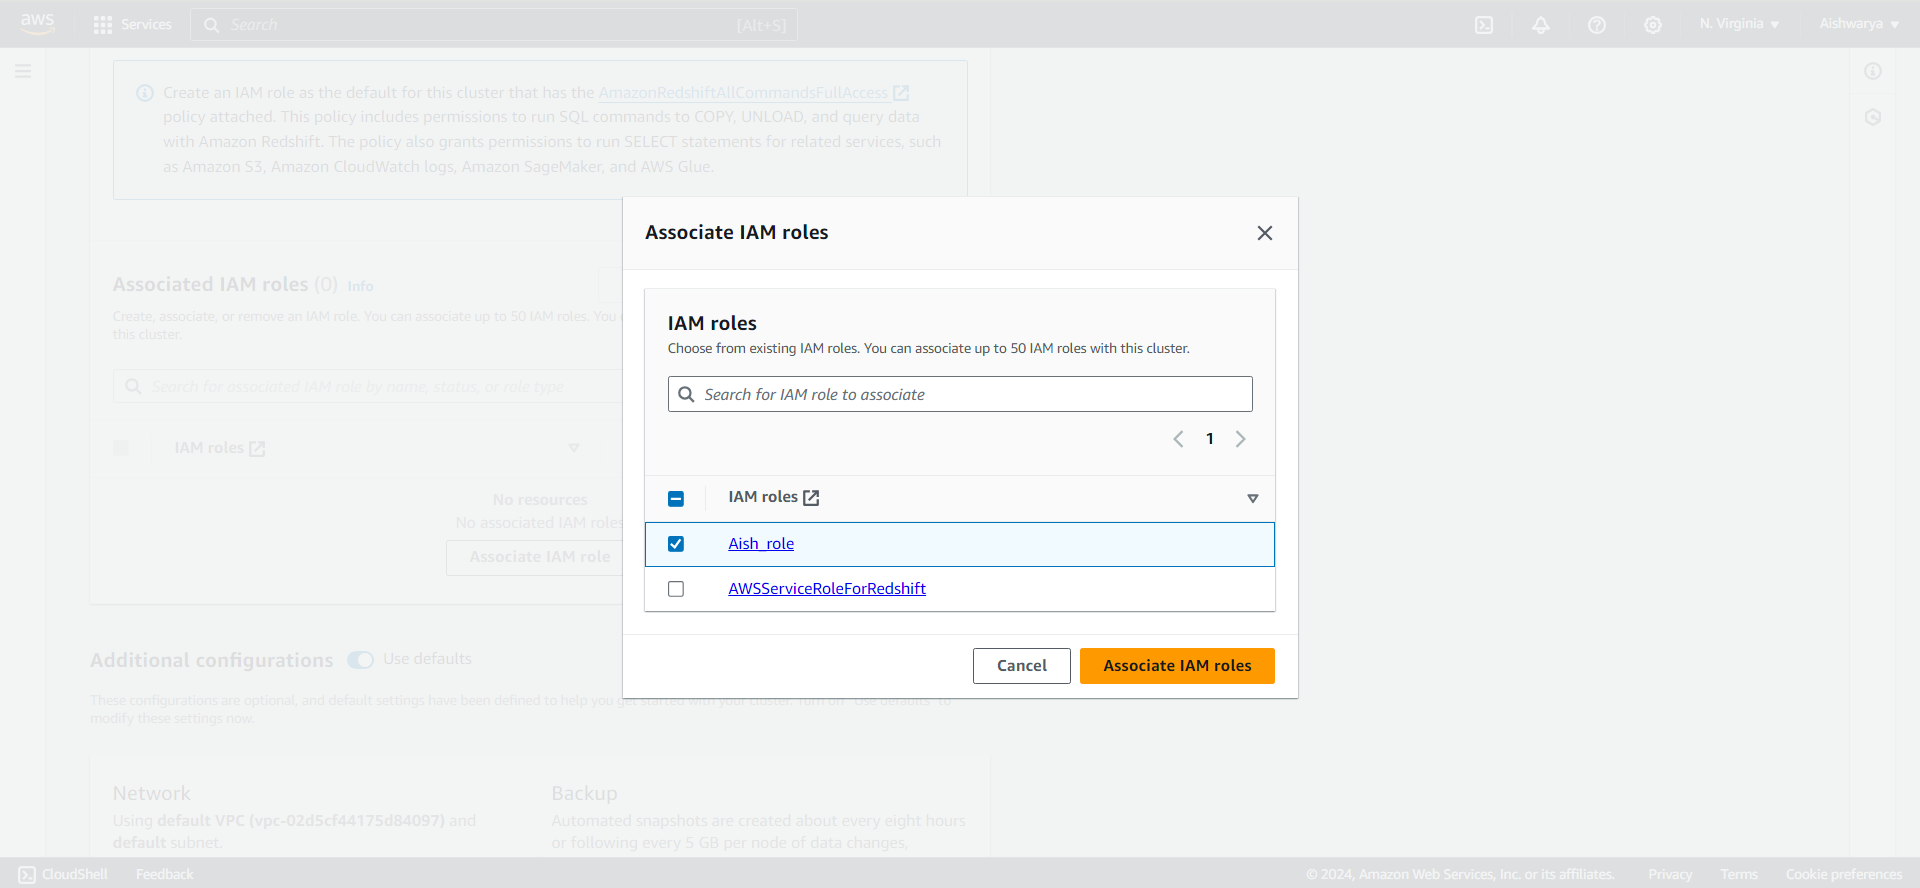 aws
Services
Search
[Alt+S]
N. Virginia
Aishwarya
Create an IAM role as the default for this cluster that has the AmazonRedshiftAllCommandsFullAccess
policy attached. This policy includes permissions to run SQL commands to COPY, UNLOAD, and query data
with Amazon Redshift. The policy also grants permissions to run SELECT statements for related services, such
as Amazon S3, Amazon CloudWatch logs, Amazon SageMaker, and AWS Glue.
Associated IAM roles (0) Info
Create, associate, or remove an IAM role. You can associate up to 50 IAM roles. You
this cluster.
Search for associated IAM role by name, status, or role type
IAM roles
No resources
No associated IAM roles
Associate IAM role
Associate IAM roles
IAM roles
Choose from existing IAM roles. You can associate up to 50 IAM roles with this cluster.
Search for IAM role to associate
1
IAM roles
Aish_role
AWSServiceRoleForRedshift
Cancel
Associate IAM roles
Additional configurations
Use defaults
These configurations are optional, and default settings have been defined to help you get started with your cluster. Turn off "Use defaults" to
modify these settings now.
Network
Using default VPC (vpc-02d5cf44175d84097) and
default subnet.
Backup
Automated snapshots are created about every eight hours
or following every 5 GB per node of data changes,
CloudShell
Feedback
© 2024, Amazon Web Services, Inc. or its affiliates.
Privacy
Terms
Cookie preferences